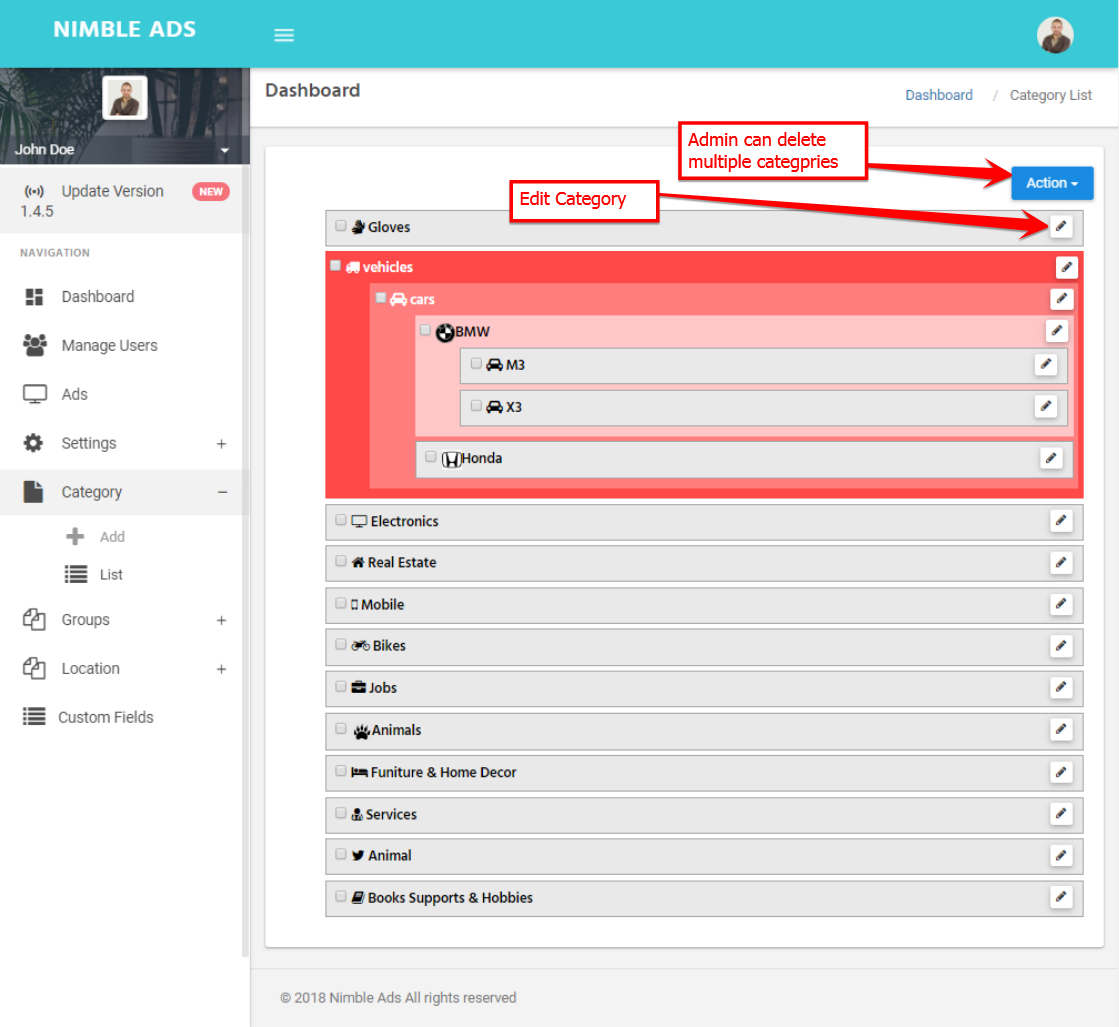 NIMBLE ADS
John Doe
Update Version
NEW
1.4.5
NAVIGATION
Dashboard
Manage Users
Ads
Settings
+
Category
−
Add
List
Groups
+
Location
+
Custom Fields
Dashboard
Dashboard / Category List
Admin can delete
multiple categpries
Action
Edit Category
Gloves
vehicles
cars
BMW
M3
X3
Honda
Electronics
Real Estate
Mobile
Bikes
Jobs
Animals
Funiture & Home Decor
Services
Animal
Books Supports & Hobbies
© 2018 Nimble Ads All rights reserved